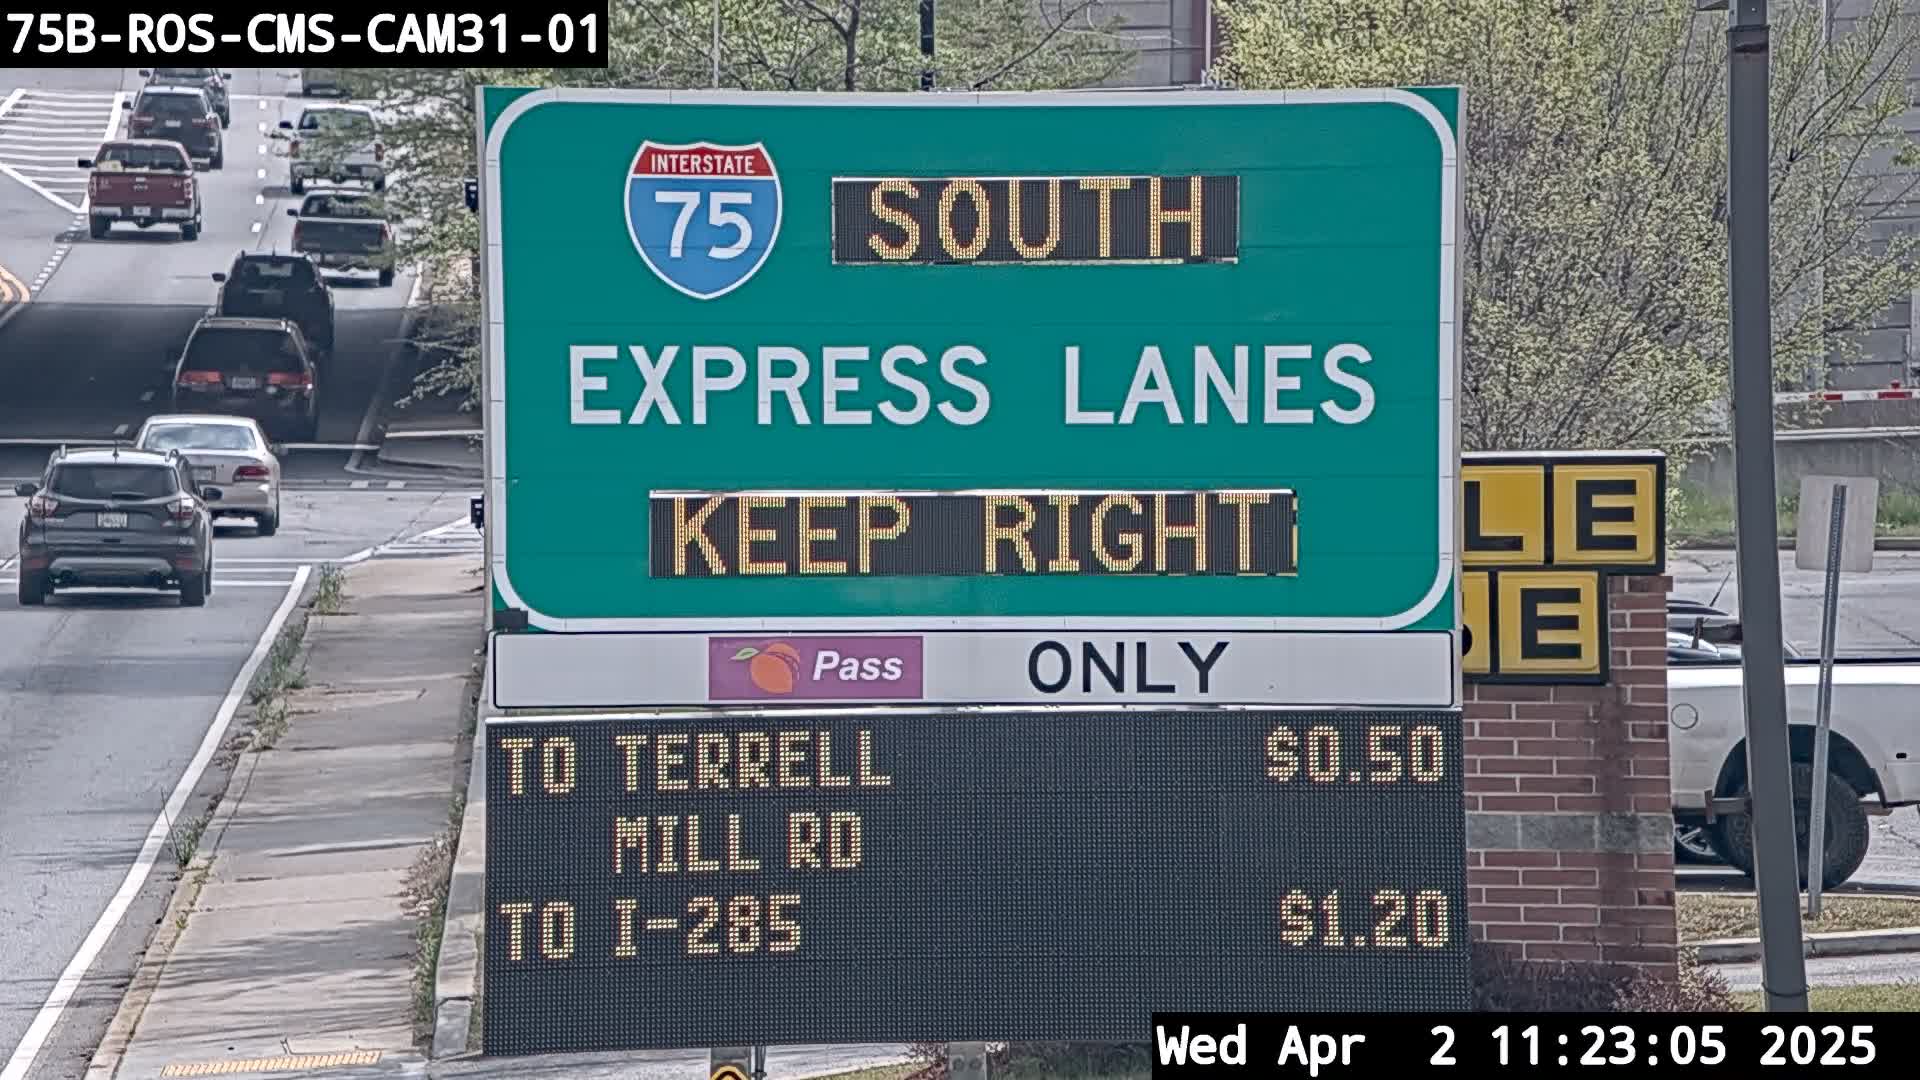 75B-ROS-CMS-CAM31-01
INTERSTATE
75
SOUTH
EXPRESS LANES
KEEP RIGHT
Pass ONLY
TO TERRELL $0.50
MILL RD
TO I-285 $1.20
LE
E
Wed Apr 2 11:23:05 2025